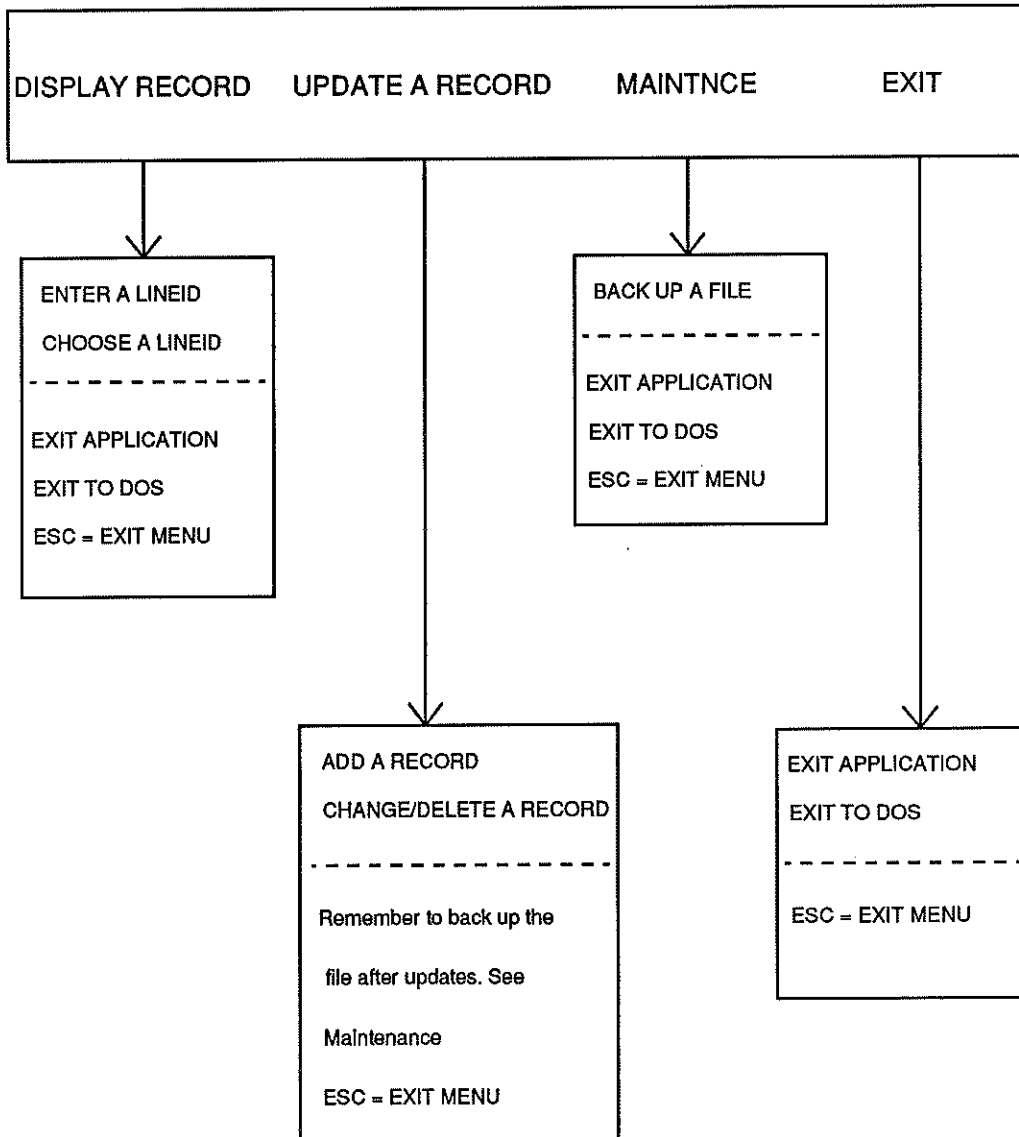 DISPLAY RECORD UPDATE A RECORD MAINTNCE EXIT
ENTER A LINEID
CHOOSE A LINEID
EXIT APPLICATION
EXIT TO DOS
ESC = EXIT MENU
BACK UP A FILE
EXIT APPLICATION
EXIT TO DOS
ESC = EXIT MENU
ADD A RECORD
CHANGE/DELETE A RECORD
Remember to back up the
file after updates. See
Maintenance
ESC = EXIT MENU
EXIT APPLICATION
EXIT TO DOS
ESC = EXIT MENU